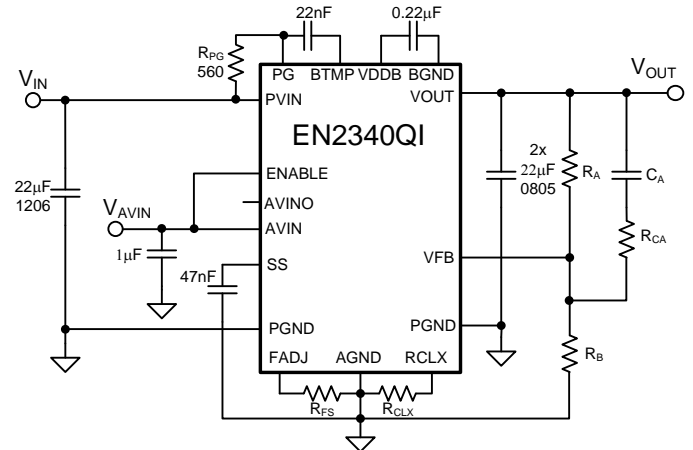 22nF
0.22µF
R_PG
560
PG
BTMP
VDDB
BGND
V_IN
V_OUT
PVIN
VOUT
EN2340QI
22µF
1206
ENABLE
2x
22µF
0805
R_A
C_A
V_AVIN
AVINO
AVIN
R_CA
1µF
47nF
SS
VFB
PGND
PGND
R_B
FADJ
AGND
RCLX
R_FS
R_CLX